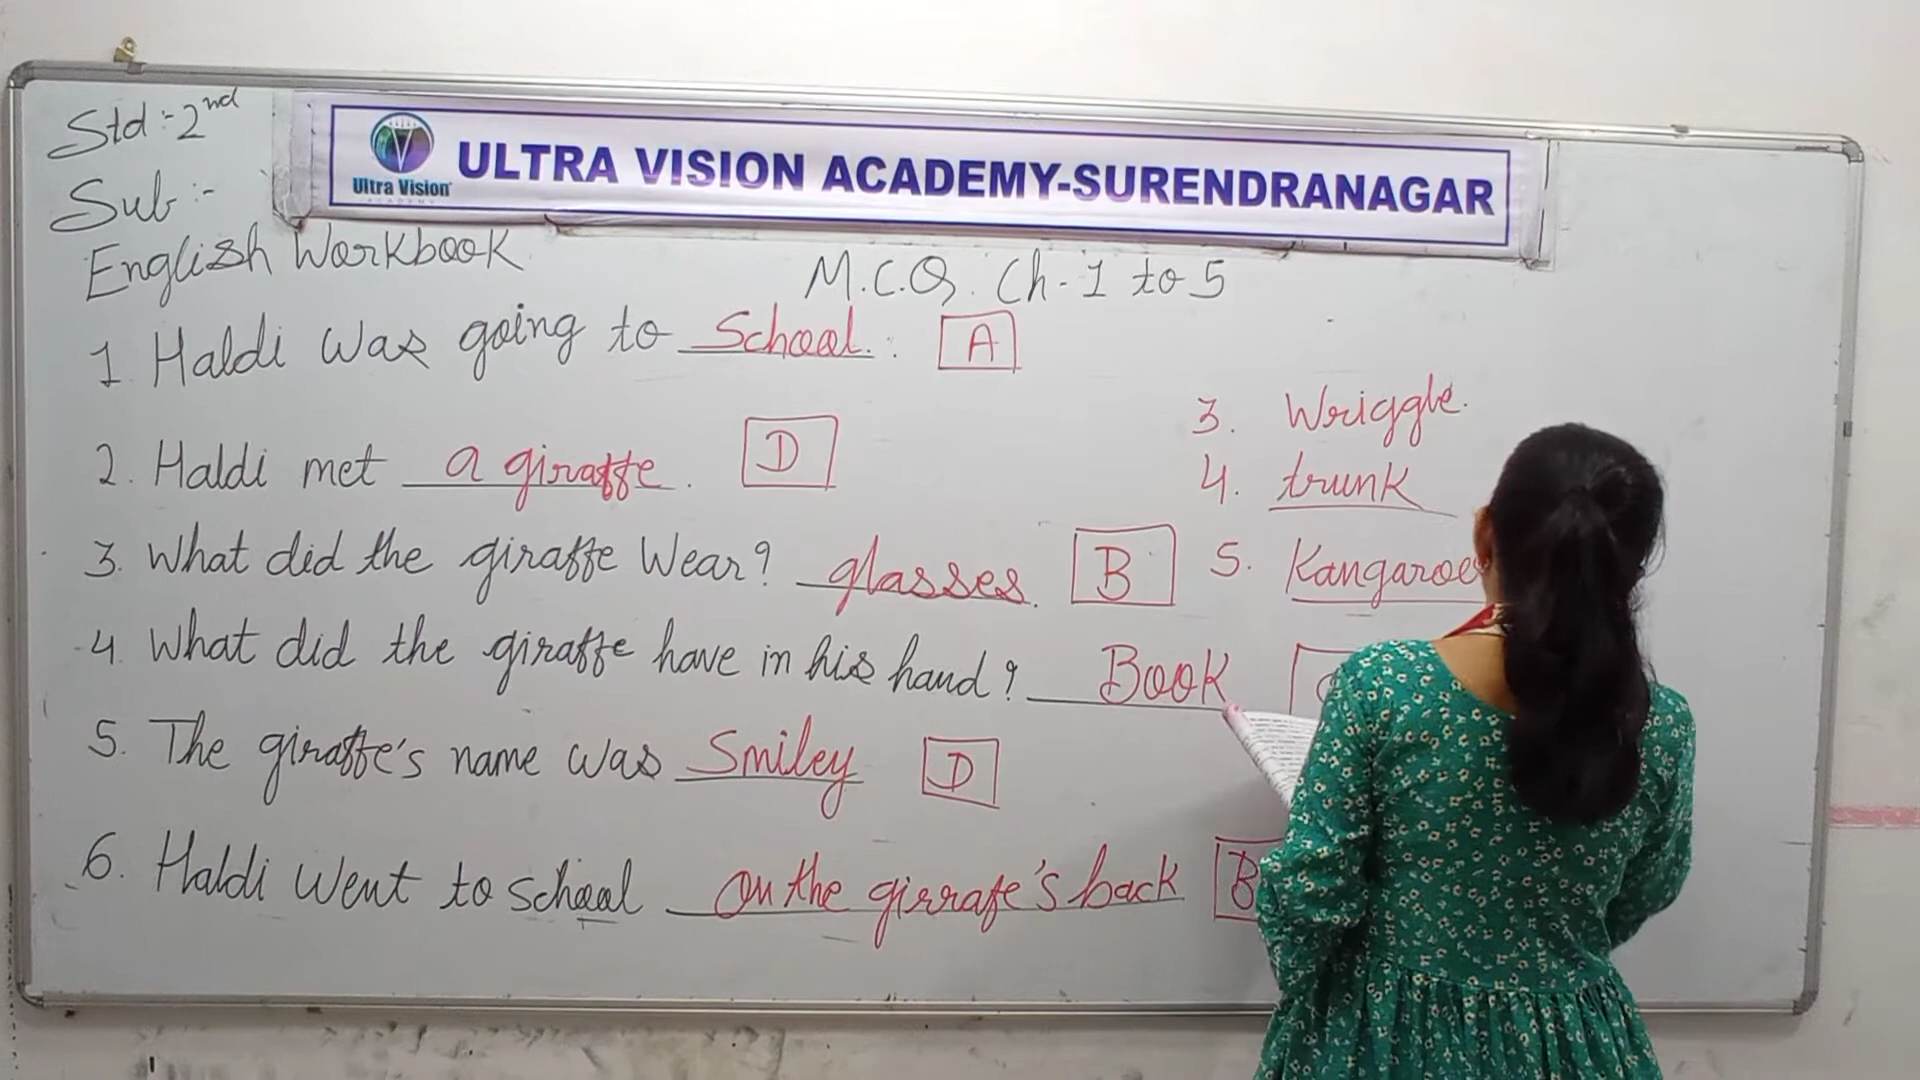 Std :- 2nd
Ultra Vision
ACADEMY
ULTRA VISION ACADEMY-SURENDRANAGAR
Sub :-
English Workbook
M.C.Q. Ch-1 to 5
1. Haldi was going to School. A
2. Haldi met a giraffe. D
3. What did the giraffe Wear? glasses. B
4. What did the giraffe have in his hand? Book
5. The giraffe's name was Smiley D
6. Haldi went to school on the girrafe's back B
3. Wriggle.
4. trunk
5. Kangaroo